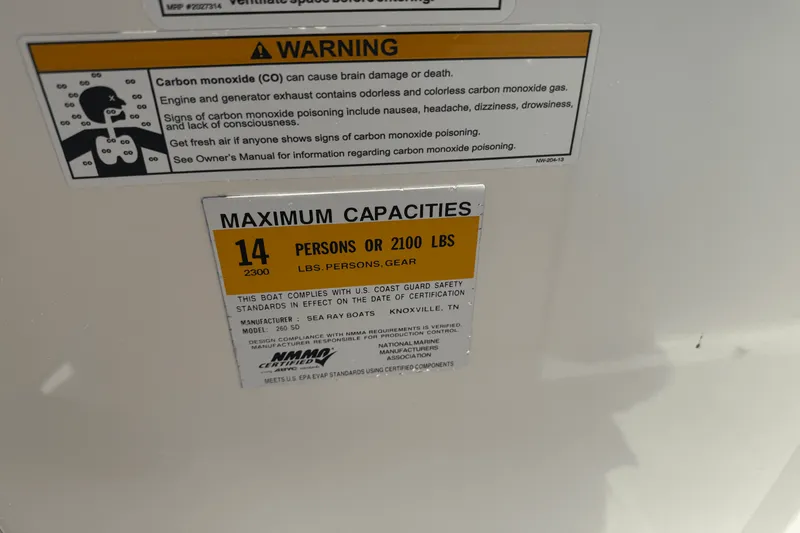 MRP #2027314
Ventilate space before entering.
WARNING
Carbon monoxide (CO) can cause brain damage or death.
Engine and generator exhaust contains odorless and colorless carbon monoxide gas.
Signs of carbon monoxide poisoning include nausea, headache, dizziness, drowsiness,
and lack of consciousness.
Get fresh air if anyone shows signs of carbon monoxide poisoning.
See Owner's Manual for information regarding carbon monoxide poisoning.
NW-204-13
MAXIMUM CAPACITIES
14 PERSONS OR 2100 LBS
2300 LBS. PERSONS, GEAR
THIS BOAT COMPLIES WITH U.S. COAST GUARD SAFETY
STANDARDS IN EFFECT ON THE DATE OF CERTIFICATION
MANUFACTURER : SEA RAY BOATS KNOXVILLE, TN
MODEL: 260 SD
DESIGN COMPLIANCE WITH NMMA REQUIREMENTS IS VERIFIED.
MANUFACTURER RESPONSIBLE FOR PRODUCTION CONTROL.
NMMA
CERTIFIED
using ABYC standards
NATIONAL MARINE
MANUFACTURERS
ASSOCIATION
MEETS U.S. EPA EVAP STANDARDS USING CERTIFIED COMPONENTS